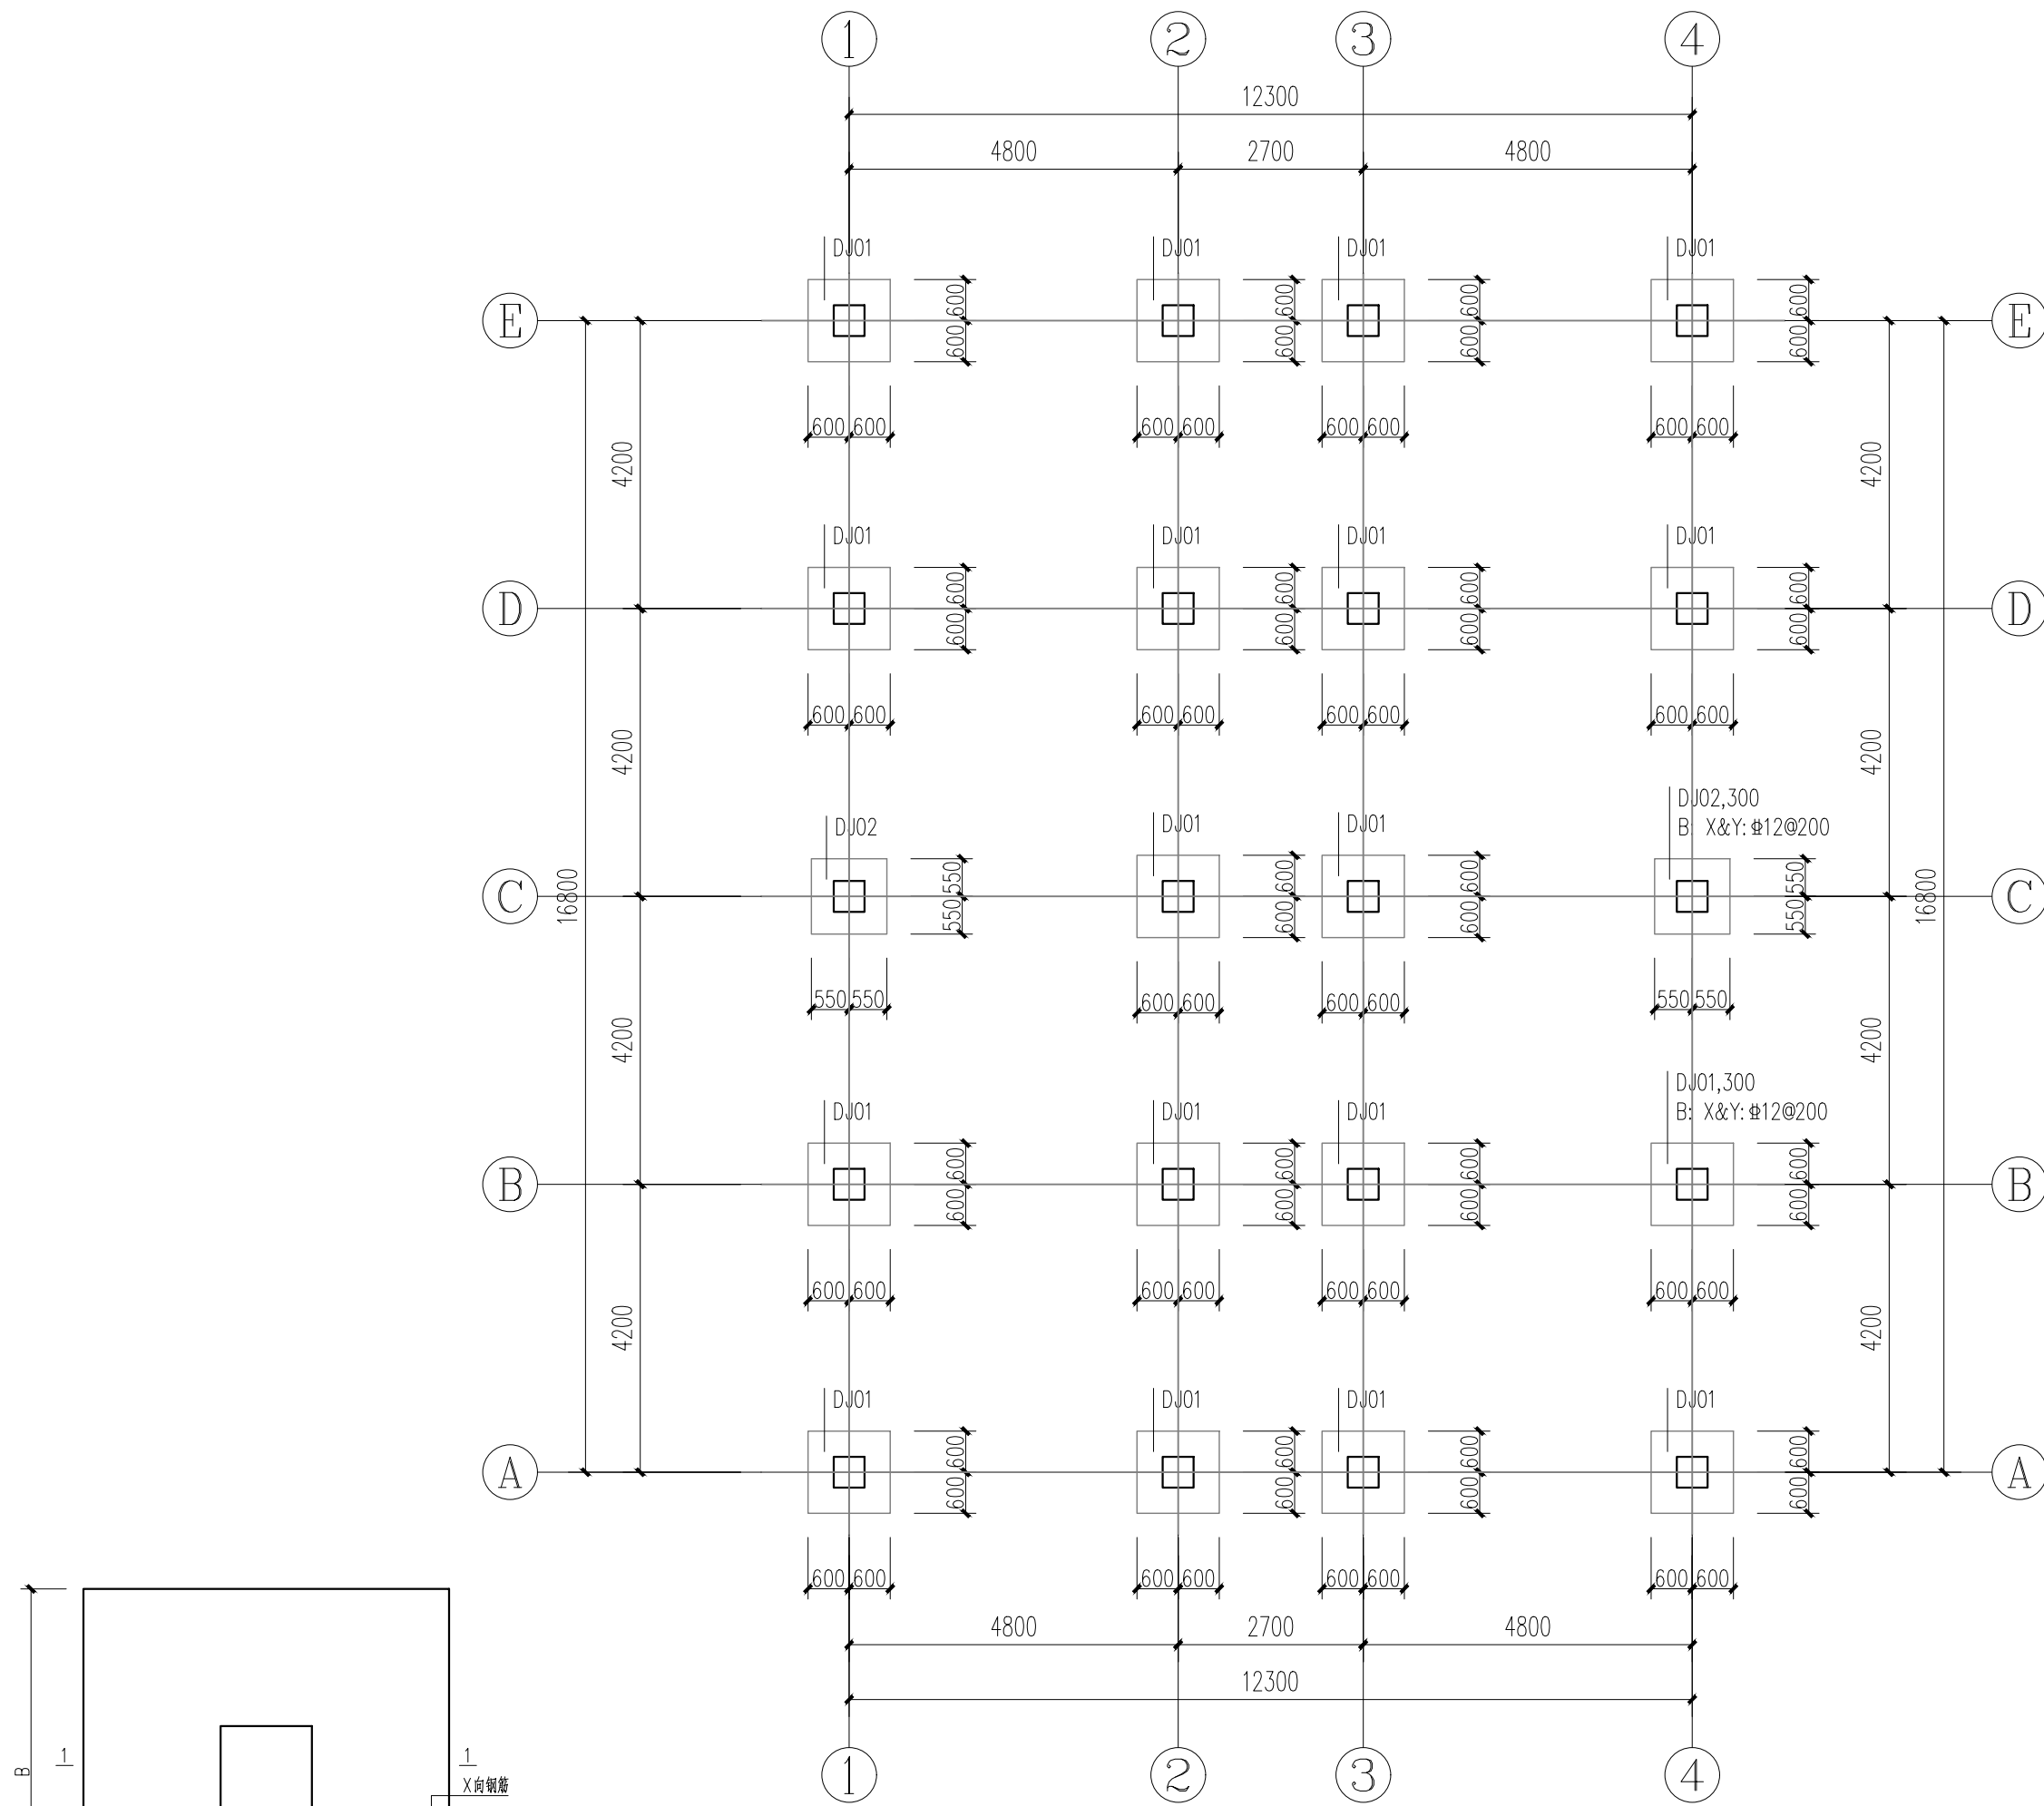 1 2 3 4
12300
4800 2700 4800
DJ01 DJ01 DJ01 DJ01
E 600 600 600 600 600 600 600 600 E
600 600 600 600 600 600 600 600
4200 4200
DJ01 DJ01 DJ01 DJ01
D 600 600 600 600 600 600 600 600 D
600 600 600 600 600 600 600 600
4200 4200
DJ02,300
DJ02 DJ01 DJ01 B: X&Y: 12@200
C 16800 550 550 600 600 600 600 550 550 16800 C
550 550 600 600 600 600 550 550
4200 4200
DJ01,300
DJ01 DJ01 DJ01 B: X&Y: 12@200
B 600 600 600 600 600 600 600 600 B
600 600 600 600 600 600 600 600
4200 4200
DJ01 DJ01 DJ01 DJ01
A 600 600 600 600 600 600 600 600 A
600 600 600 600 600 600 600 600
4800 2700 4800
12300
1 2 3 4
B 1 1
X向钢筋